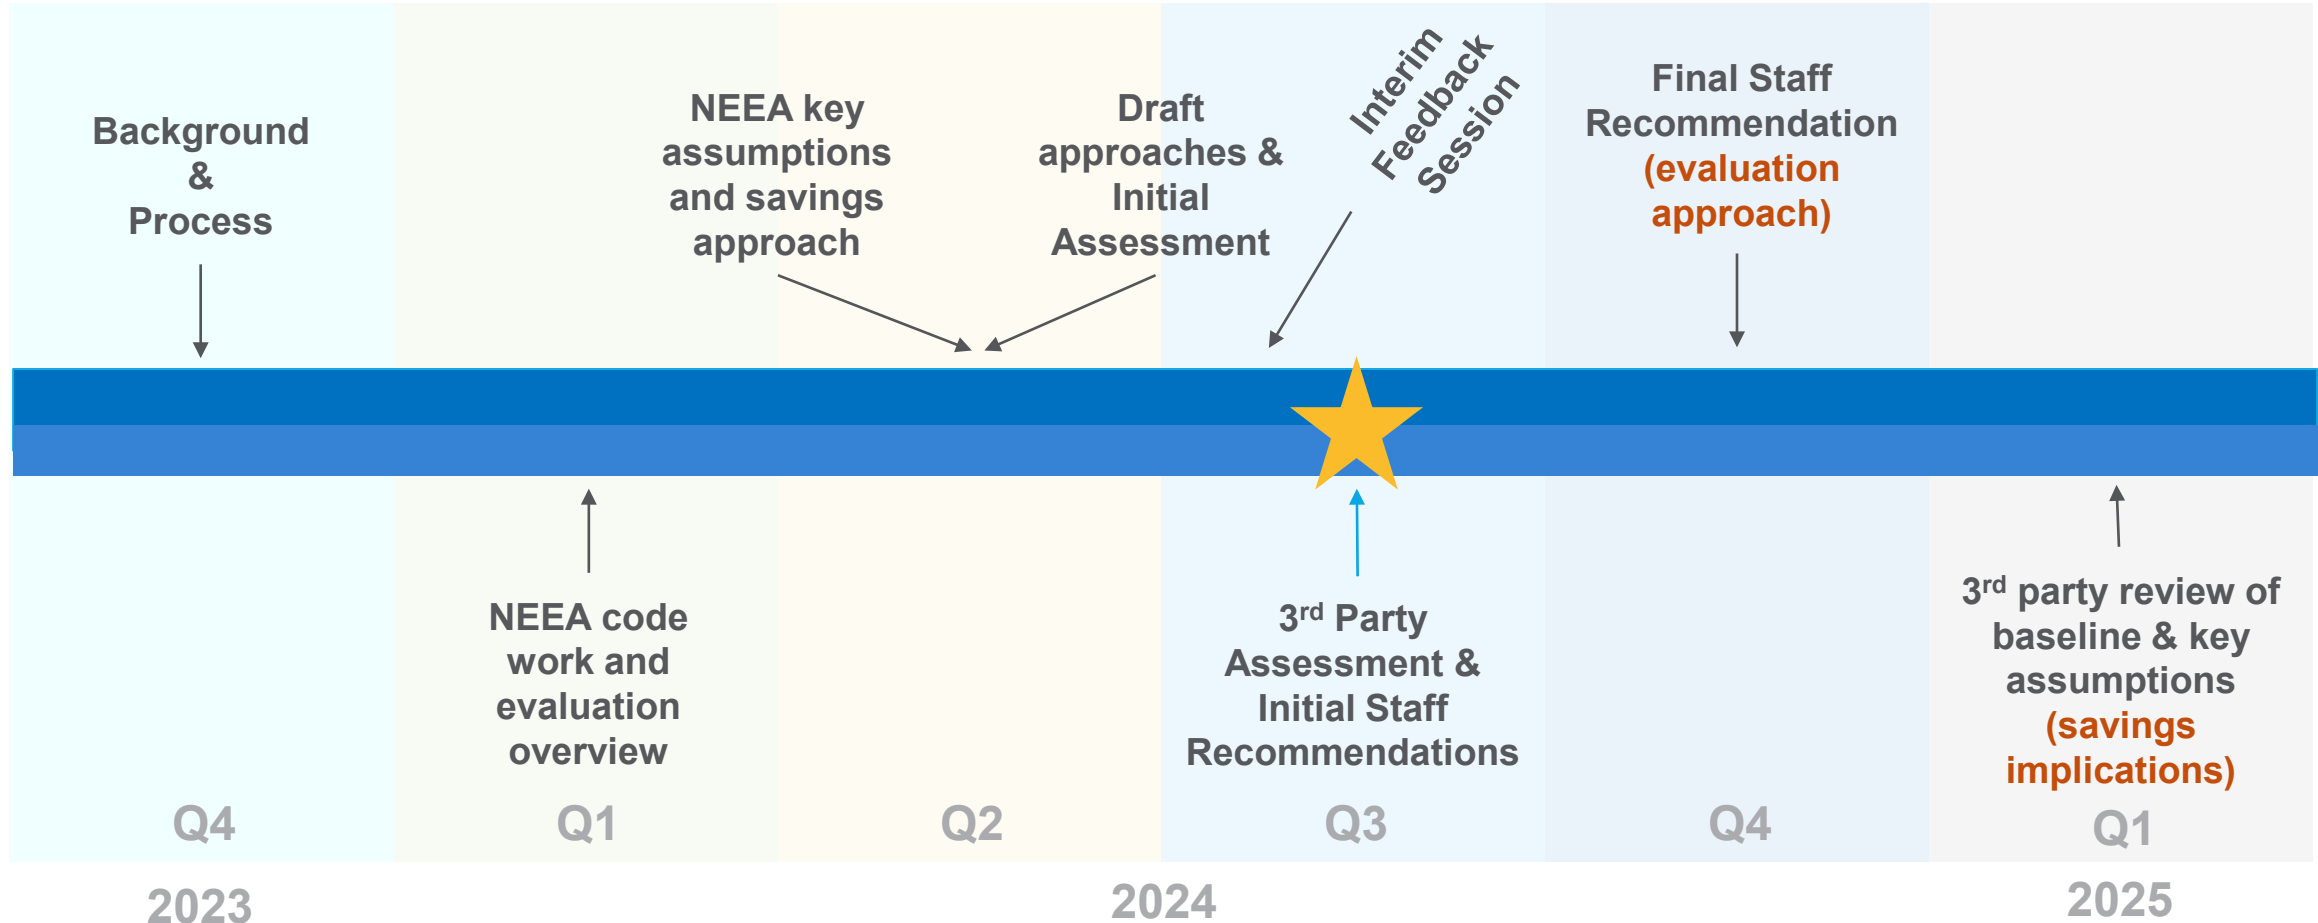 Background
&
Process
NEEA key
assumptions
and savings
approach
Draft
approaches &
Initial
Assessment
Interim
Feedback
Session
Final Staff
Recommendation
(evaluation
approach)
NEEA code
work and
evaluation
overview
3rd Party
Assessment &
Initial Staff
Recommendations
3rd party review of
baseline & key
assumptions
(savings
implications)
Q4
Q1
Q2
Q3
Q4
Q1
2023
2024
2025